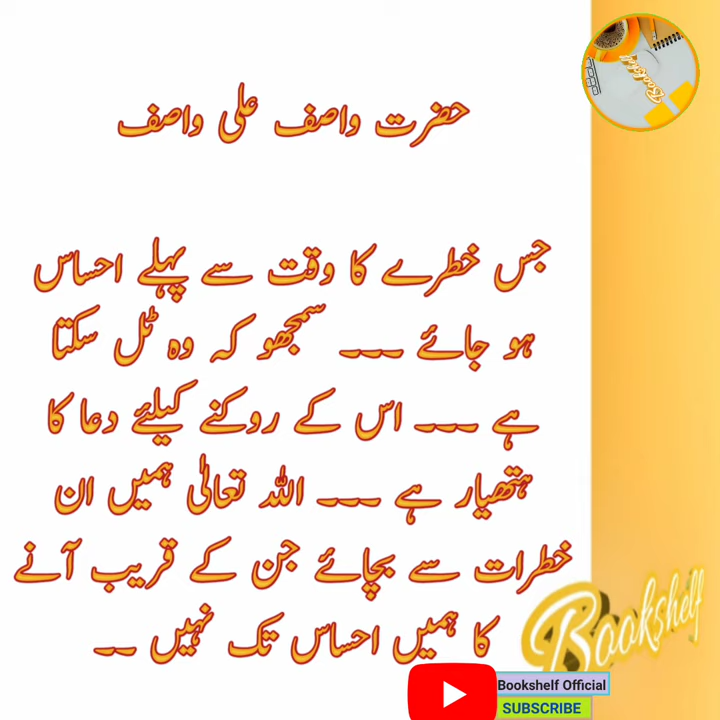 حضرت واصف علی واصف
جس خطرے کا وقت سے پہلے احساس
ہو جائے ۔۔۔ سمجھو کہ وہ ٹل سکتا
ہے ۔۔۔ اس کے روکنے کیلئے دعا کا
ہتھیار ہے ۔۔۔ اللہ تعالیٰ ہمیں ان
خطرات سے بچائے جن کے قریب آنے
کا ہمیں احساس تک نہیں ۔۔
Bookshelf
Bookshelf
Bookshelf Official
SUBSCRIBE